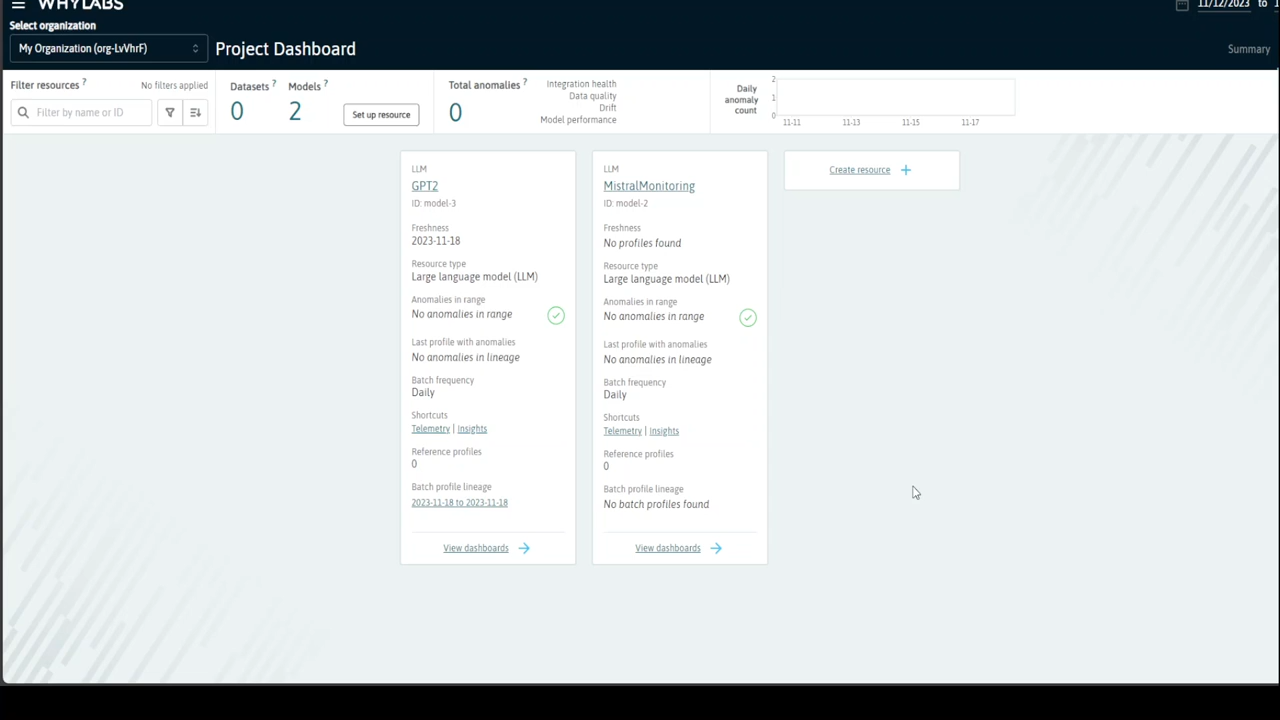 WHYLABS
11/12/2023 to
Select organization
My Organization (org-LvVhrF)
Project Dashboard
Summary
Filter resources ?
No filters applied
Filter by name or ID
Datasets ?
0
Models ?
2
Set up resource
Total anomalies ?
0
Integration health
Data quality
Drift
Model performance
Daily
anomaly
count
2
1
0
11-11 11-13 11-15 11-17
LLM
GPT2
ID: model-3
Freshness
2023-11-18
Resource type
Large language model (LLM)
Anomalies in range
No anomalies in range
Last profile with anomalies
No anomalies in lineage
Batch frequency
Daily
Shortcuts
Telemetry | Insights
Reference profiles
0
Batch profile lineage
2023-11-18 to 2023-11-18
View dashboards
LLM
MistralMonitoring
ID: model-2
Freshness
No profiles found
Resource type
Large language model (LLM)
Anomalies in range
No anomalies in range
Last profile with anomalies
No anomalies in lineage
Batch frequency
Daily
Shortcuts
Telemetry | Insights
Reference profiles
0
Batch profile lineage
No batch profiles found
View dashboards
Create resource +